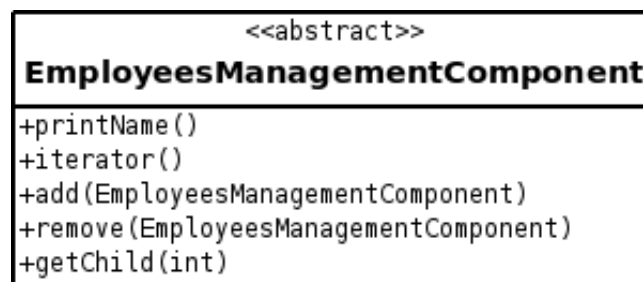 <<abstract>>
EmployeesManagementComponent
+printName()
+iterator()
+add(EmployeesManagementComponent)
+remove(EmployeesManagementComponent)
+getChild(int)